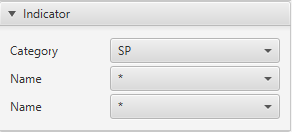 Indicator
Category SP
Name *
Name *